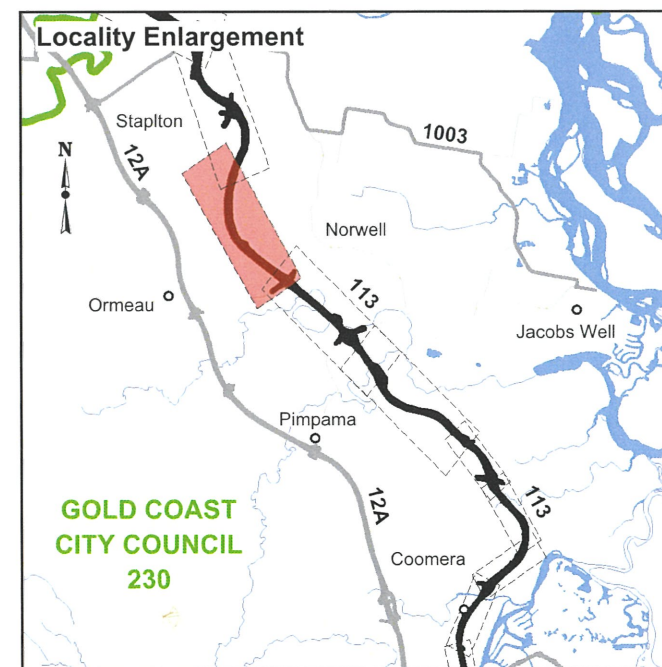 Locality Enlargement
Staplton
1003
N
12A
Norwell
113
Ormeau
Jacobs Well
Pimpama
12A
113
GOLD COAST
CITY COUNCIL
230
Coomera